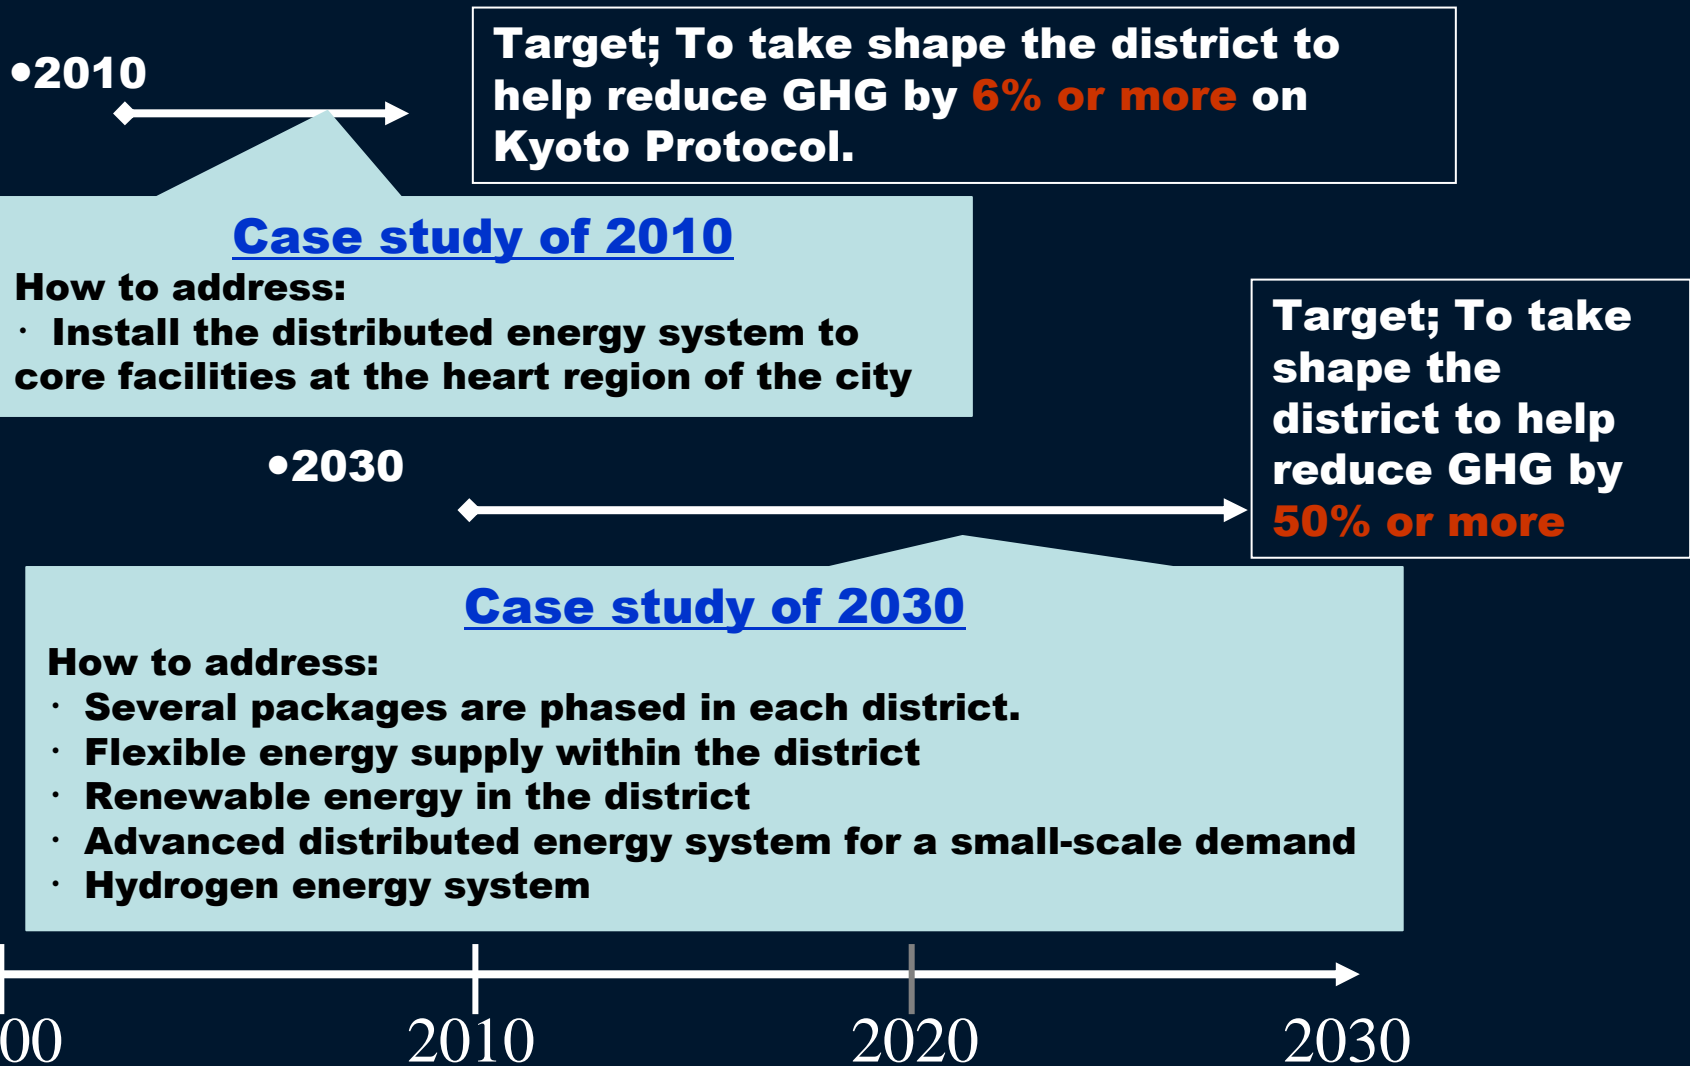 •2010
Target; To take shape the district to
help reduce GHG by 6% or more on
Kyoto Protocol.
Case study of 2010
How to address:
・ Install the distributed energy system to
core facilities at the heart region of the city
•2030
Target; To take
shape the
district to help
reduce GHG by
50% or more
Case study of 2030
How to address:
・ Several packages are phased in each district.
・ Flexible energy supply within the district
・ Renewable energy in the district
・ Advanced distributed energy system for a small-scale demand
・ Hydrogen energy system
00 2010 2020 2030